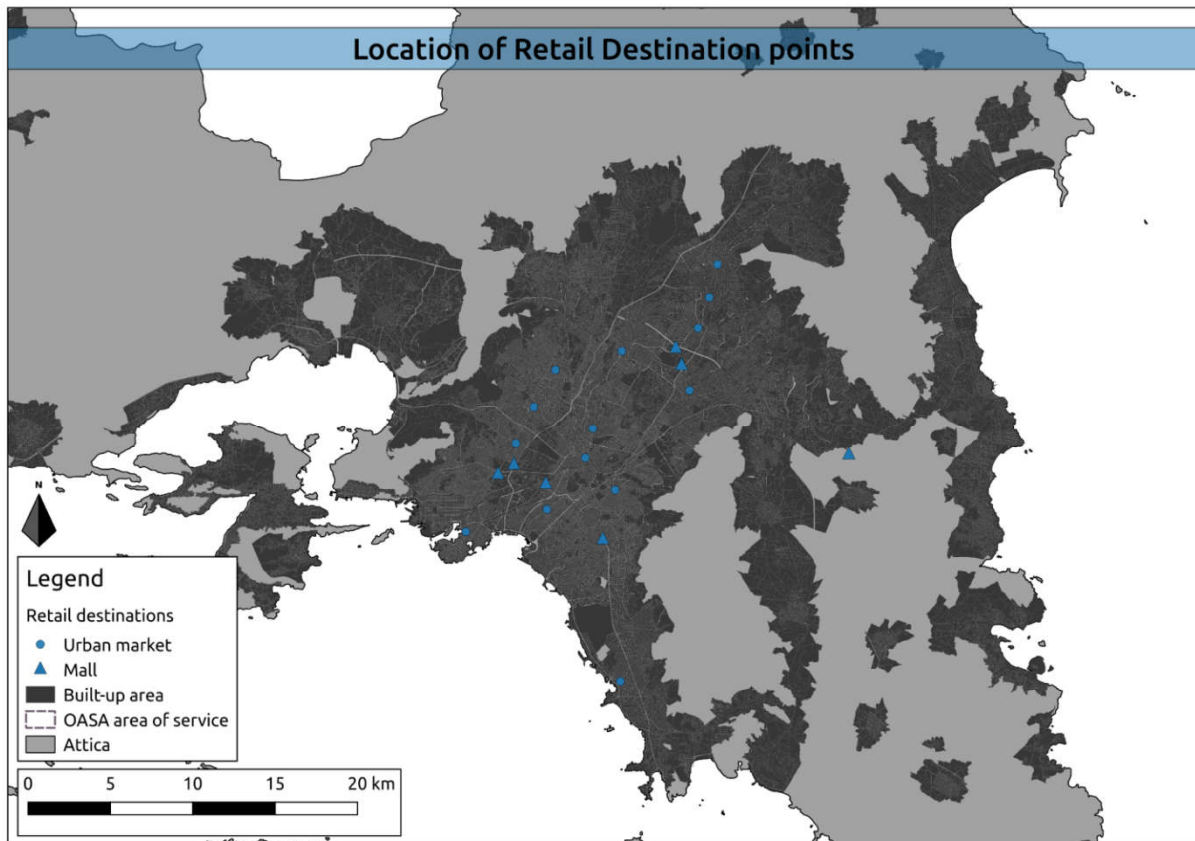 Location of Retail Destination points
N
Legend
Retail destinations
Urban market
Mall
Built-up area
OASA area of service
Attica
0 5 10 15 20 km